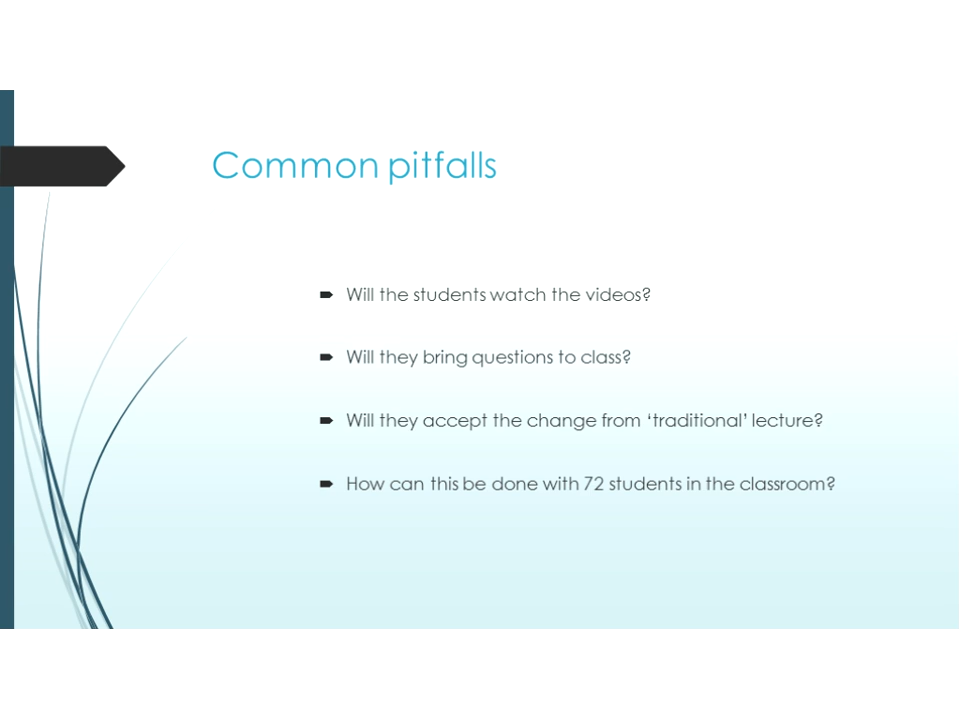 Common pitfalls
Will the students watch the videos?
Will they bring questions to class?
Will they accept the change from ‘traditional’ lecture?
How can this be done with 72 students in the classroom?